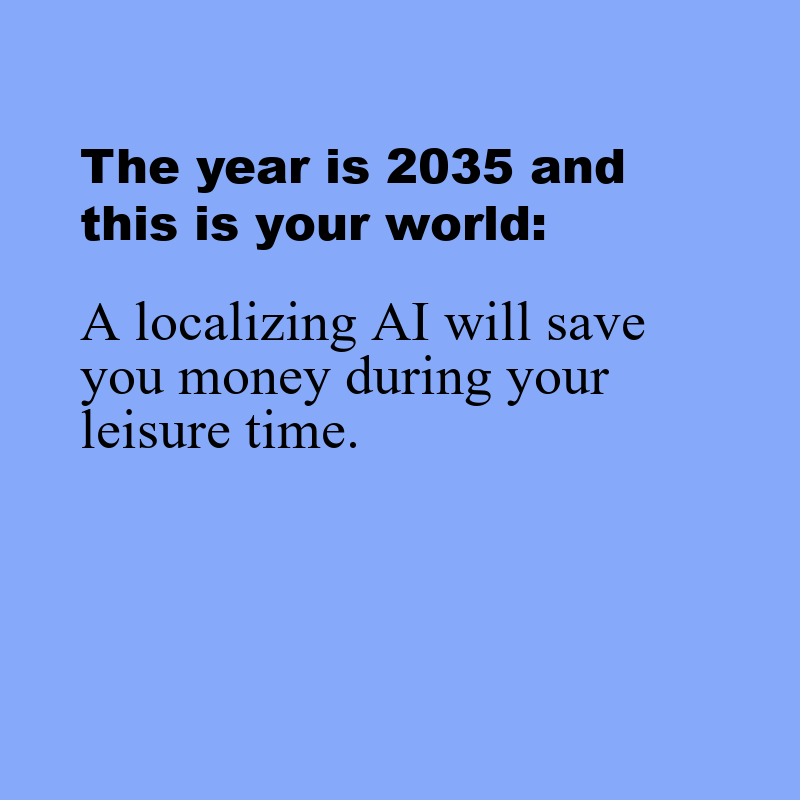 The year is 2035 and
this is your world:
A localizing AI will save
you money during your
leisure time.